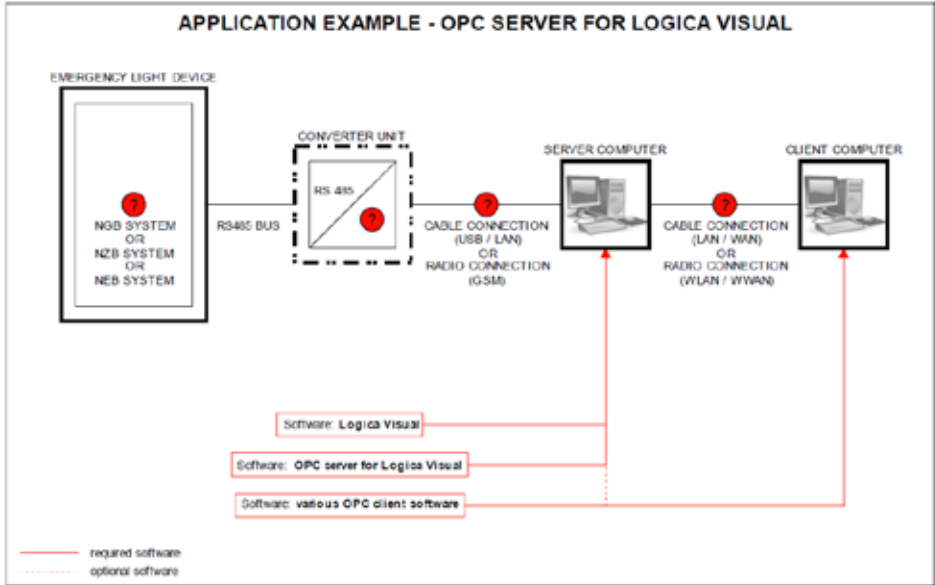 APPLICATION EXAMPLE - OPC SERVER FOR LOGICA VISUAL
EMERGENCY LIGHT DEVICE
?
NGB SYSTEM
OR
NZB SYSTEM
OR
NEB SYSTEM
RS485 BUS
CONVERTER UNIT
RS 485
?
?
CABLE CONNECTION
(USB / LAN)
OR
RADIO CONNECTION
(GSM)
SERVER COMPUTER
?
CABLE CONNECTION
(LAN / WAN)
OR
RADIO CONNECTION
(WLAN / WWAN)
CLIENT COMPUTER
Software: Logica Visual
Software: OPC server for Logica Visual
Software: various OPC client software
required software
optional software